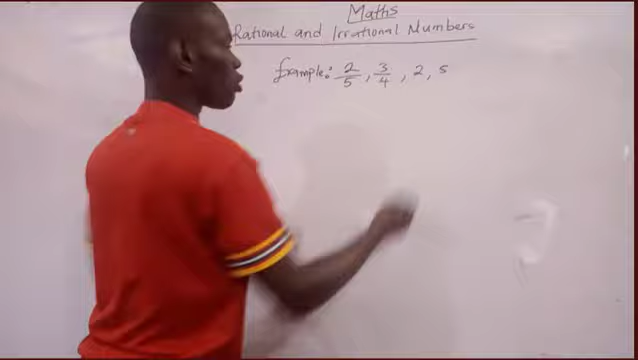 Maths
Rational and Irrational Numbers
Example: 2/5, 3/4, 2, 5